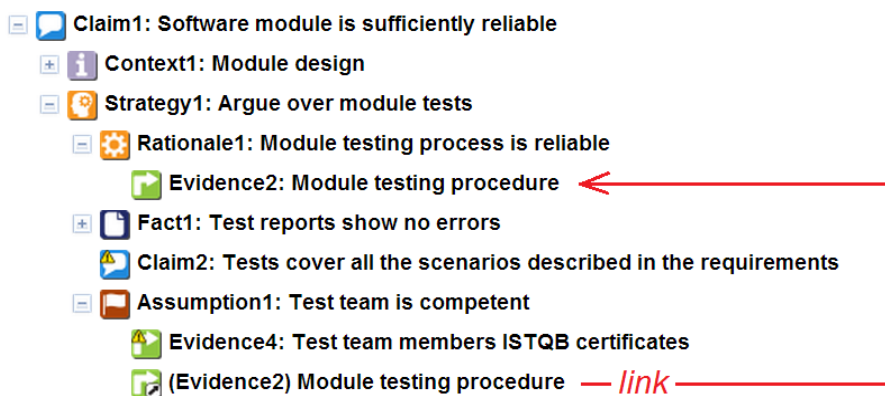 Claim1: Software module is sufficiently reliable
Context1: Module design
Strategy1: Argue over module tests
Rationale1: Module testing process is reliable
Evidence2: Module testing procedure
Fact1: Test reports show no errors
Claim2: Tests cover all the scenarios described in the requirements
Assumption1: Test team is competent
Evidence4: Test team members ISTQB certificates
(Evidence2) Module testing procedure link